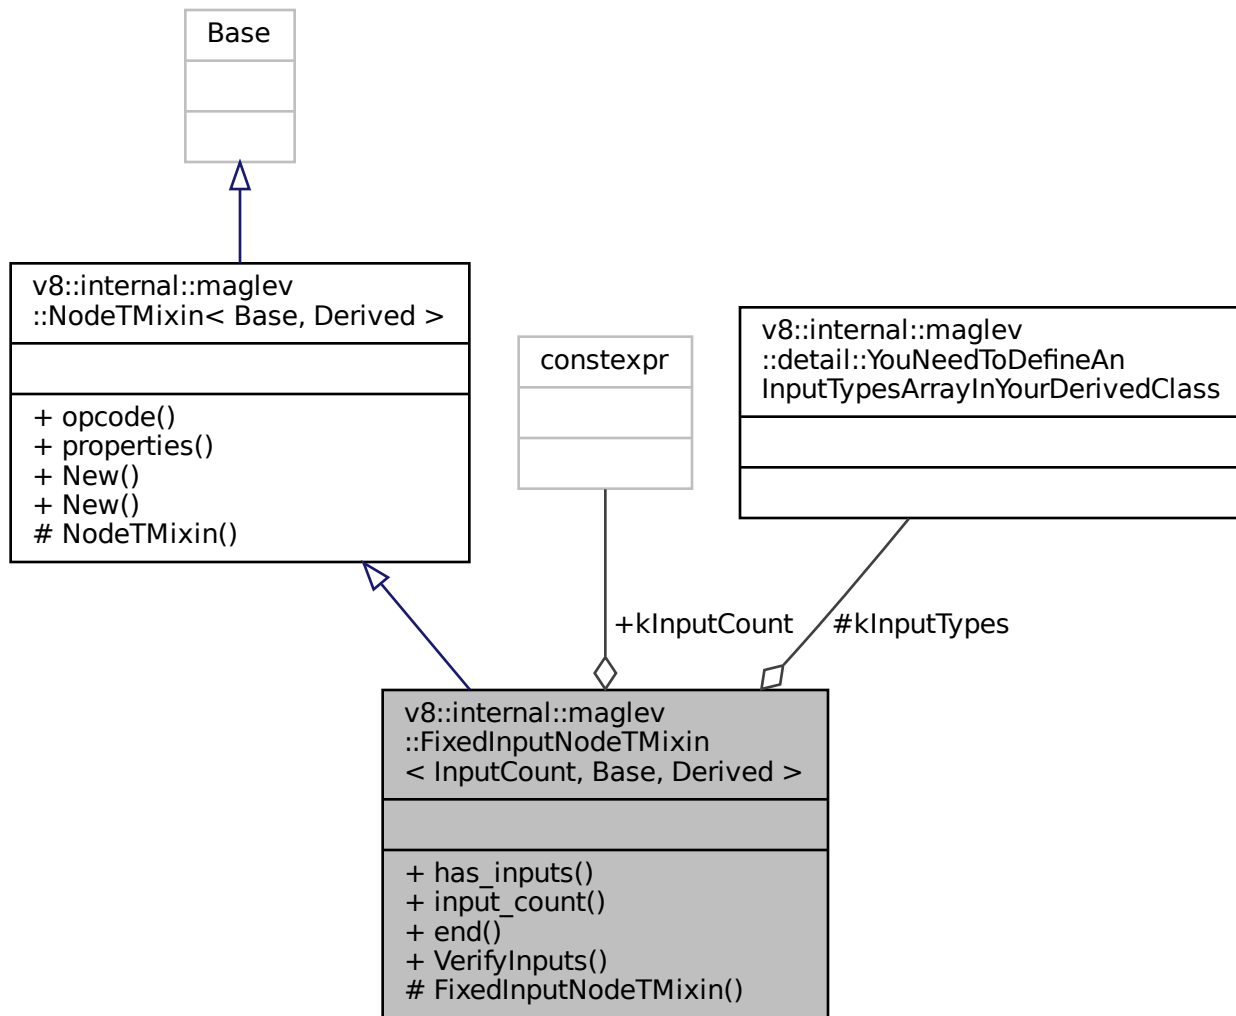 Base
v8::internal::maglev
::NodeTMixin< Base, Derived >
+ opcode()
+ properties()
+ New()
+ New()
# NodeTMixin()
constexpr
v8::internal::maglev
::detail::YouNeedToDefineAn
InputTypesArrayInYourDerivedClass
+kInputCount
#kInputTypes
v8::internal::maglev
::FixedInputNodeTMixin
< InputCount, Base, Derived >
+ has_inputs()
+ input_count()
+ end()
+ VerifyInputs()
# FixedInputNodeTMixin()